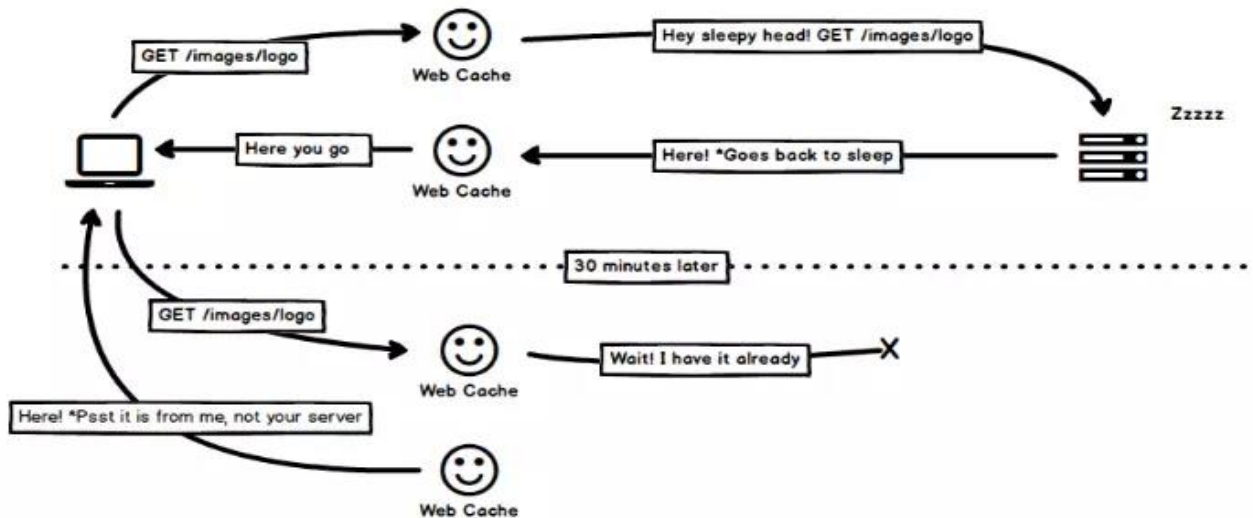 GET /images/logo
Web Cache
Hey sleepy head! GET /images/logo
Zzzzz
Here you go
Web Cache
Here! *Goes back to sleep
30 minutes later
GET /images/logo
Web Cache
Wait! I have it already
Here! *Psst it is from me, not your server
Web Cache